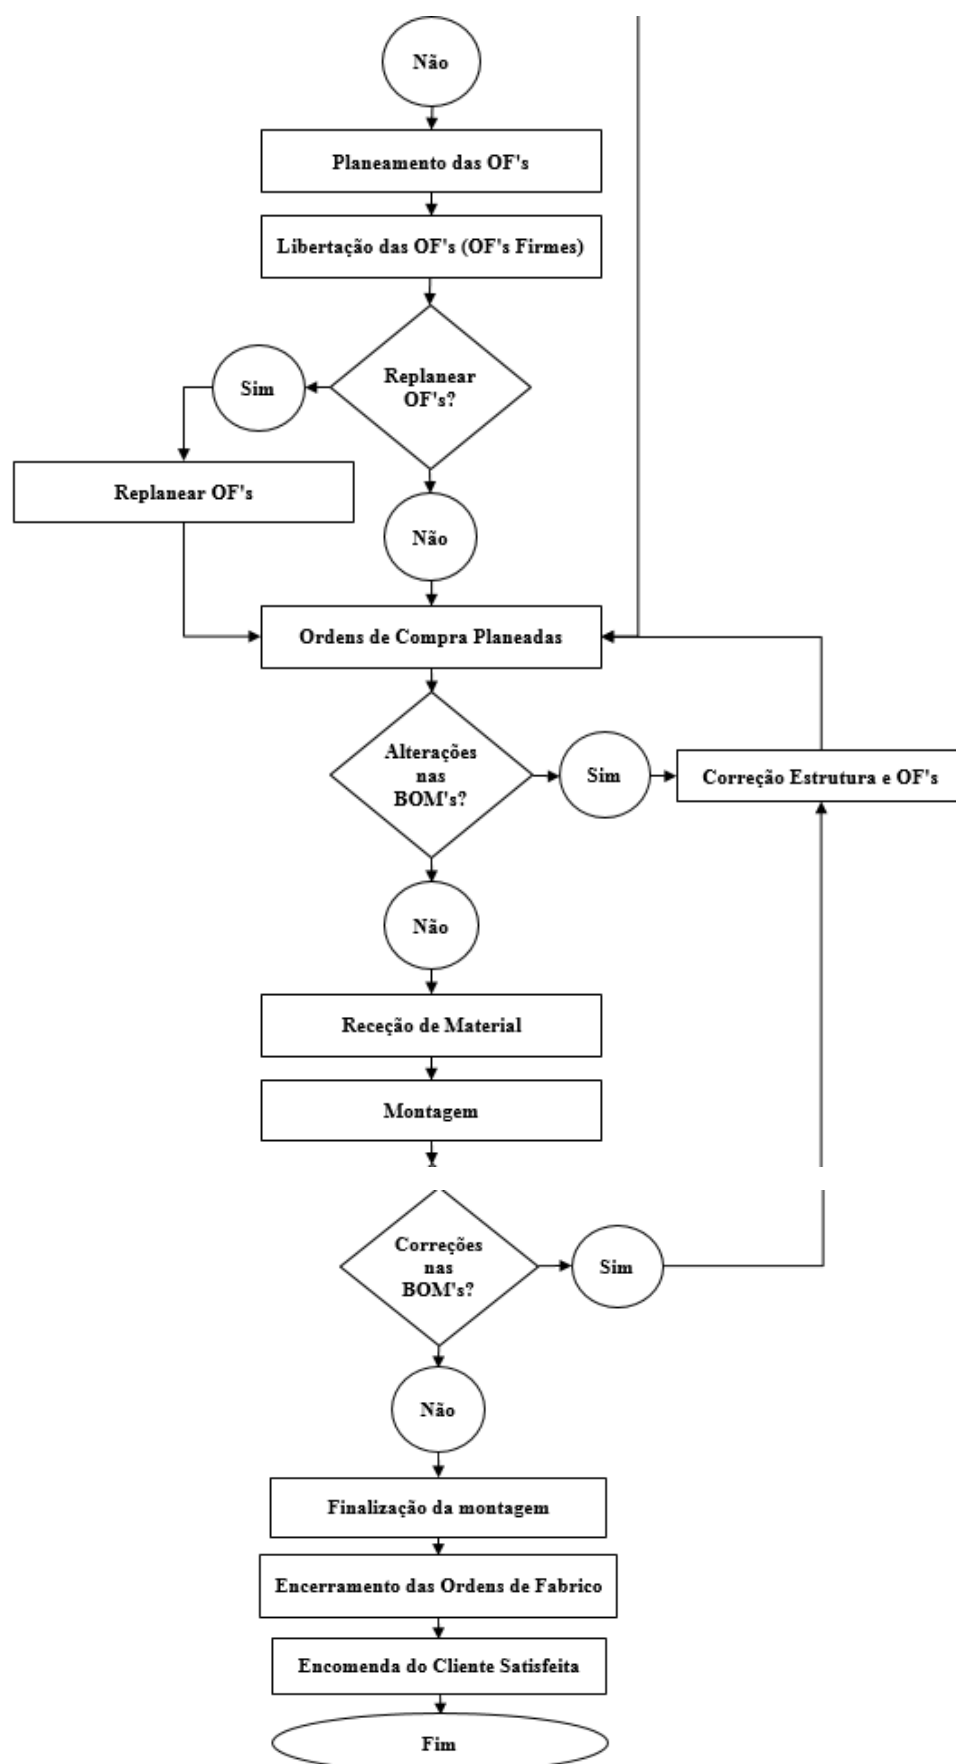 Não
Planeamento das OF's
Libertação das OF's (OF's Firmes)
Replanear
OF's?
Sim
Replanear OF's
Não
Ordens de Compra Planeadas
Alterações
nas
BOM's?
Sim
Correção Estrutura e OF's
Não
Receção de Material
Montagem
Correções
nas
BOM's?
Sim
Não
Finalização da montagem
Encerramento das Ordens de Fabrico
Encomenda do Cliente Satisfeita
Fim